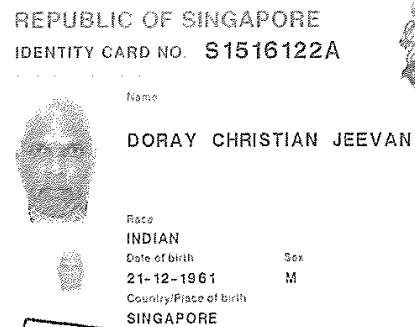 REPUBLIC OF SINGAPORE
IDENTITY CARD NO. S1516122A
Name
DORAY CHRISTIAN JEEVAN
Race
INDIAN
Date of birth Sex
21-12-1961 M
Country/Place of birth
SINGAPORE